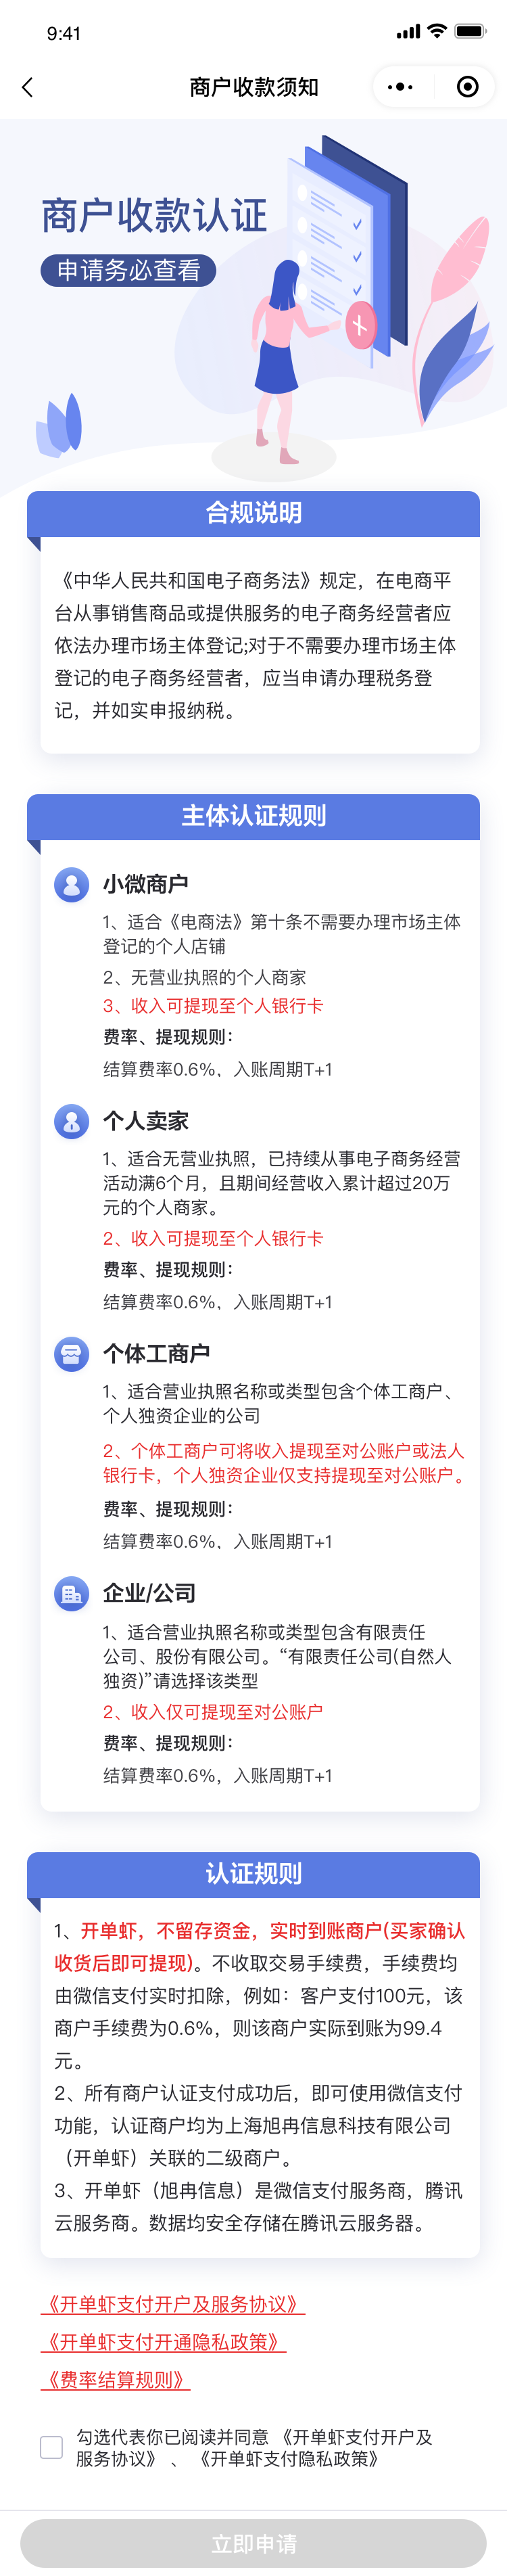 9:41
商户收款须知
商户收款认证
申请务必查看
合规说明
《中华人民共和国电子商务法》规定，在电商平
台从事销售商品或提供服务的电子商务经营者应
依法办理市场主体登记;对于不需要办理市场主体
登记的电子商务经营者，应当申请办理税务登
记，并如实申报纳税。
主体认证规则
小微商户
1、适合《电商法》第十条不需要办理市场主体
登记的个人店铺
2、无营业执照的个人商家
3、收入可提现至个人银行卡
费率、提现规则：
结算费率0.6%，入账周期T+1
个人卖家
1、适合无营业执照，已持续从事电子商务经营
活动满6个月，且期间经营收入累计超过20万
元的个人商家。
2、收入可提现至个人银行卡
费率、提现规则：
结算费率0.6%，入账周期T+1
个体工商户
1、适合营业执照名称或类型包含个体工商户、
个人独资企业的公司
2、个体工商户可将收入提现至对公账户或法人
银行卡，个人独资企业仅支持提现至对公账户。
费率、提现规则：
结算费率0.6%，入账周期T+1
企业/公司
1、适合营业执照名称或类型包含有限责任
公司、股份有限公司。“有限责任公司(自然人
独资)”请选择该类型
2、收入仅可提现至对公账户
费率、提现规则：
结算费率0.6%，入账周期T+1
认证规则
1、开单虾，不留存资金，实时到账商户(买家确认
收货后即可提现)。不收取交易手续费，手续费均
由微信支付实时扣除，例如：客户支付100元，该
商户手续费为0.6%，则该商户实际到账为99.4
元。
2、所有商户认证支付成功后，即可使用微信支付
功能，认证商户均为上海旭冉信息科技有限公司
（开单虾）关联的二级商户。
3、开单虾（旭冉信息）是微信支付服务商，腾讯
云服务商。数据均安全存储在腾讯云服务器。
《开单虾支付开户及服务协议》
《开单虾支付开通隐私政策》
《费率结算规则》
勾选代表你已阅读并同意 《开单虾支付开户及
服务协议》 、 《开单虾支付隐私政策》
立即申请